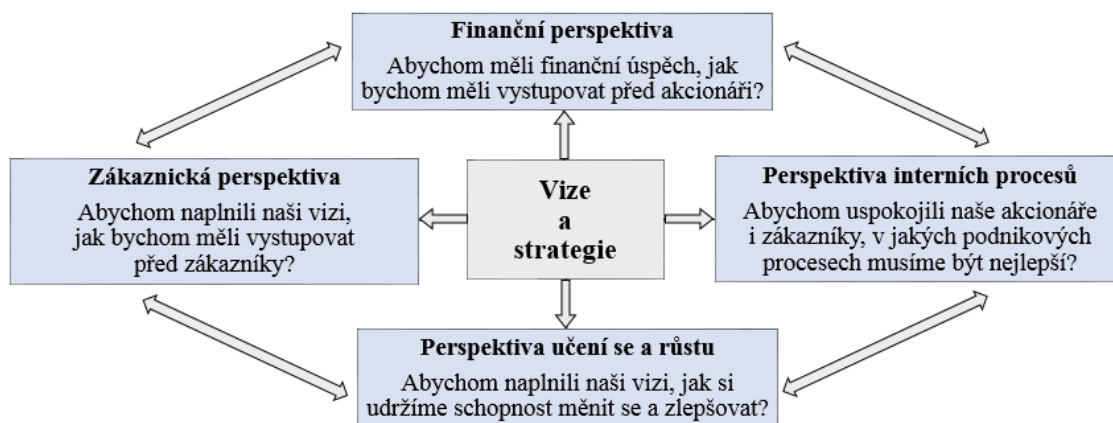 Finanční perspektiva
Abychom měli finanční úspěch, jak
bychom měli vystupovat před akcionáři?
Zákaznická perspektiva
Abychom naplnili naši vizi,
jak bychom měli vystupovat
před zákazníky?
Vize
a
strategie
Perspektiva interních procesů
Abychom uspokojili naše akcionáře
i zákazníky, v jakých podnikových
procesech musíme být nejlepší?
Perspektiva učení se a růstu
Abychom naplnili naši vizi, jak si
udržíme schopnost měnit se a zlepšovat?